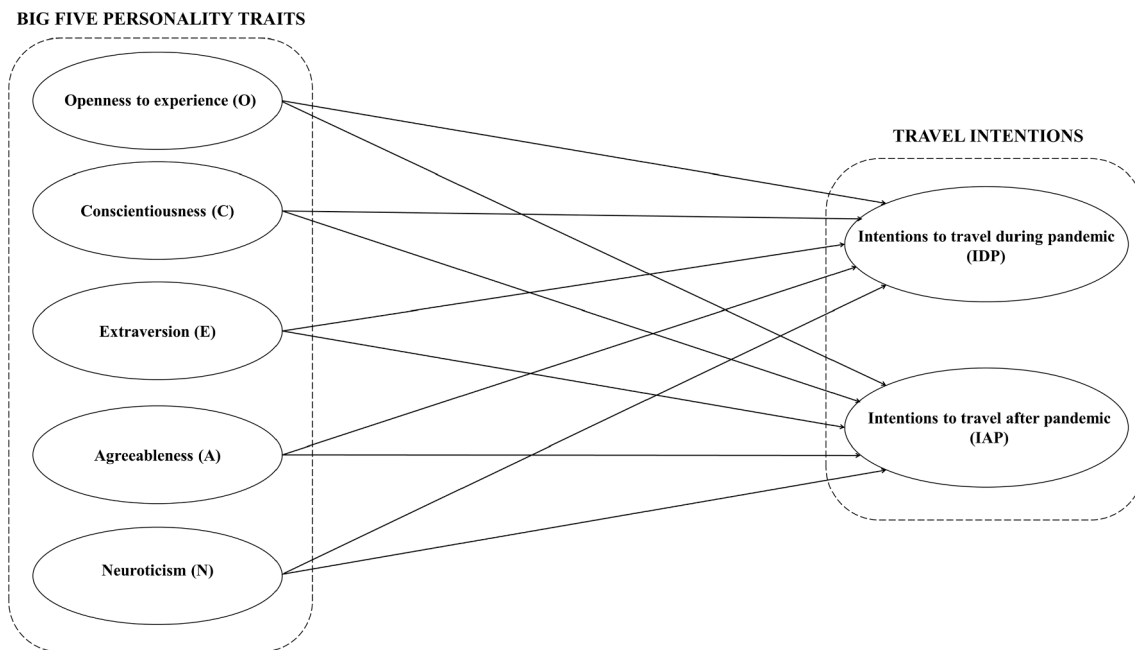 BIG FIVE PERSONALITY TRAITS
Openness to experience (O)
Conscientiousness (C)
Extraversion (E)
Agreeableness (A)
Neuroticism (N)
TRAVEL INTENTIONS
Intentions to travel during pandemic
(IDP)
Intentions to travel after pandemic
(IAP)